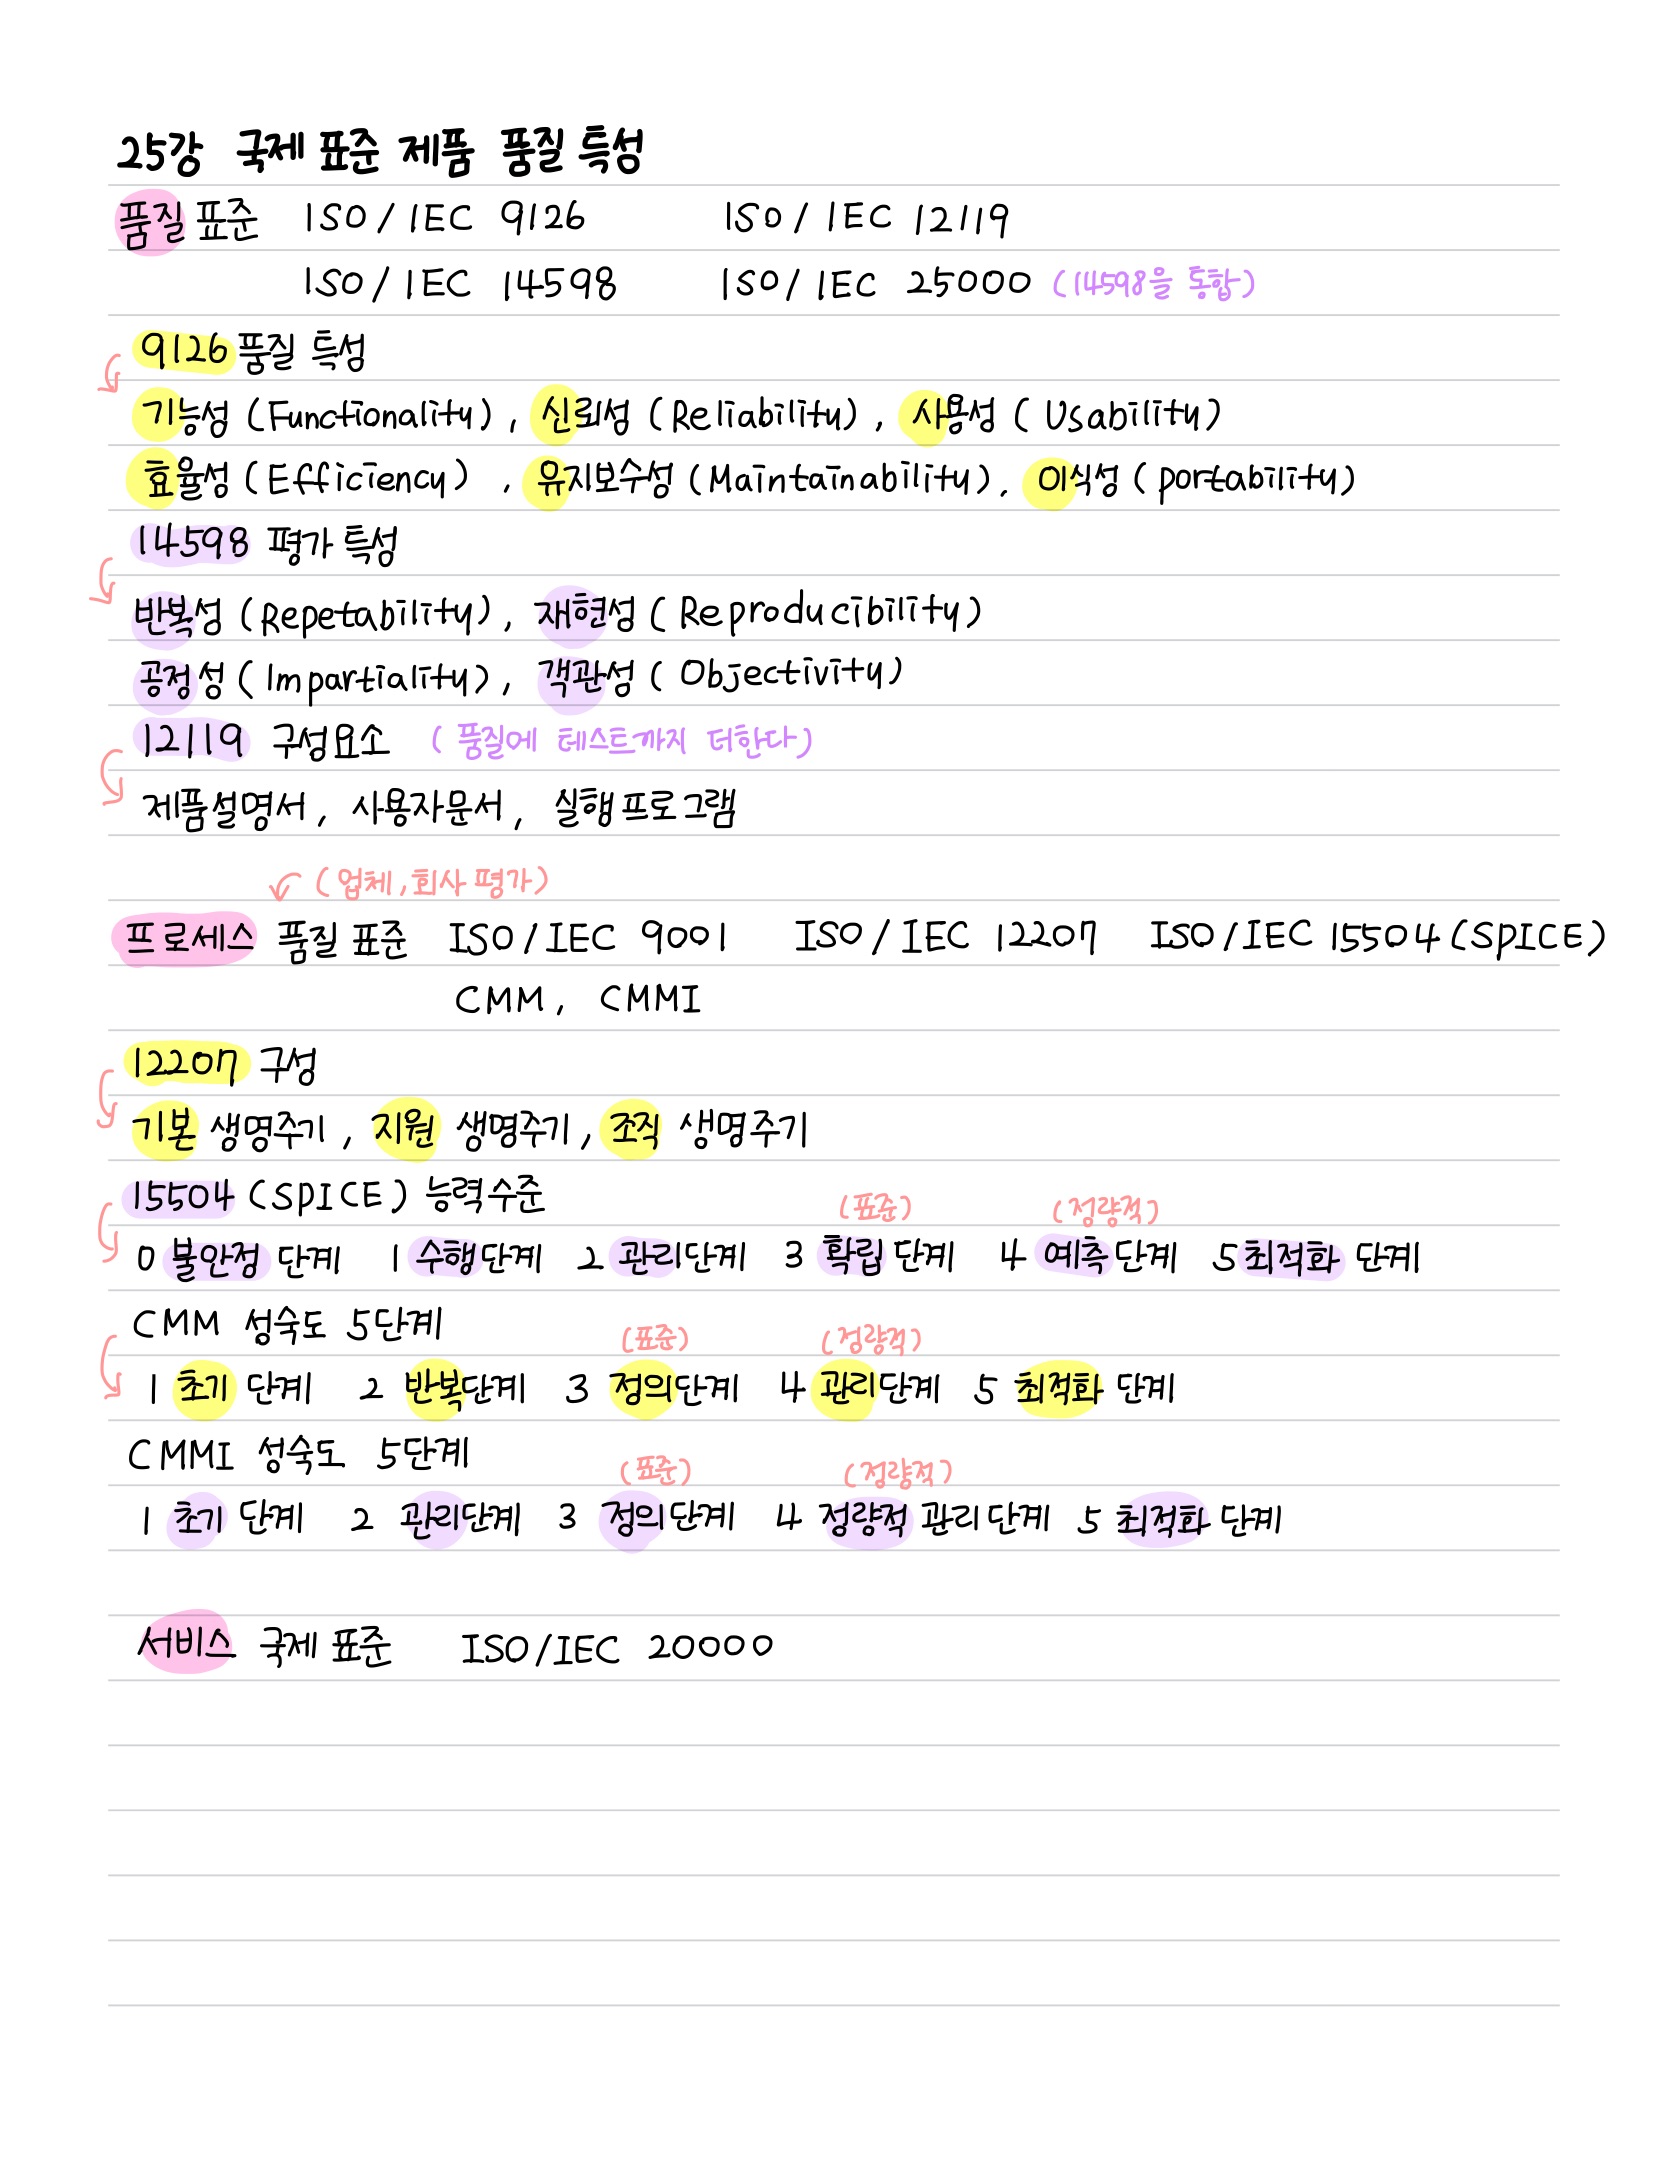 25강 국제 표준 제품 품질 특성
품질 표준 ISO / IEC 9126 ISO / IEC 12119
ISO / IEC 14598 ISO / IEC 25000 (14598을 통합)
9126 품질 특성
기능성 (Functionality), 신뢰성 (Reliability), 사용성 (Usability)
효율성 (Efficiency), 유지보수성 (Maintainability), 이식성 (portability)
14598 평가 특성
반복성 (Repetability), 재현성 (Reproducibility)
공정성 (Impartiality), 객관성 (Objectivity)
12119 구성요소 (품질에 테스트까지 더한다)
제품설명서, 사용자문서, 실행프로그램
(업체, 회사 평가)
프로세스 품질 표준 ISO/IEC 9001 ISO/IEC 12207 ISO/IEC 15504 (SPICE)
CMM, CMMI
12207 구성
기본 생명주기, 지원 생명주기, 조직 생명주기
15504 (SPICE) 능력수준
(표준) (정량적)
0 불안정 단계 1 수행단계 2 관리단계 3 확립 단계 4 예측단계 5 최적화 단계
CMM 성숙도 5단계
(표준) (정량적)
1 초기 단계 2 반복단계 3 정의단계 4 관리단계 5 최적화 단계
CMMI 성숙도 5단계
(표준) (정량적)
1 초기 단계 2 관리단계 3 정의단계 4 정량적 관리단계 5 최적화 단계
서비스 국제 표준 ISO/IEC 20000